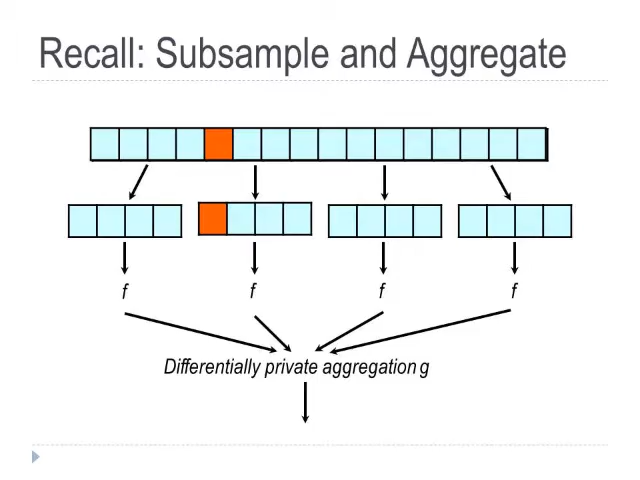 Recall: Subsample and Aggregate
f f f f
Differentially private aggregation g